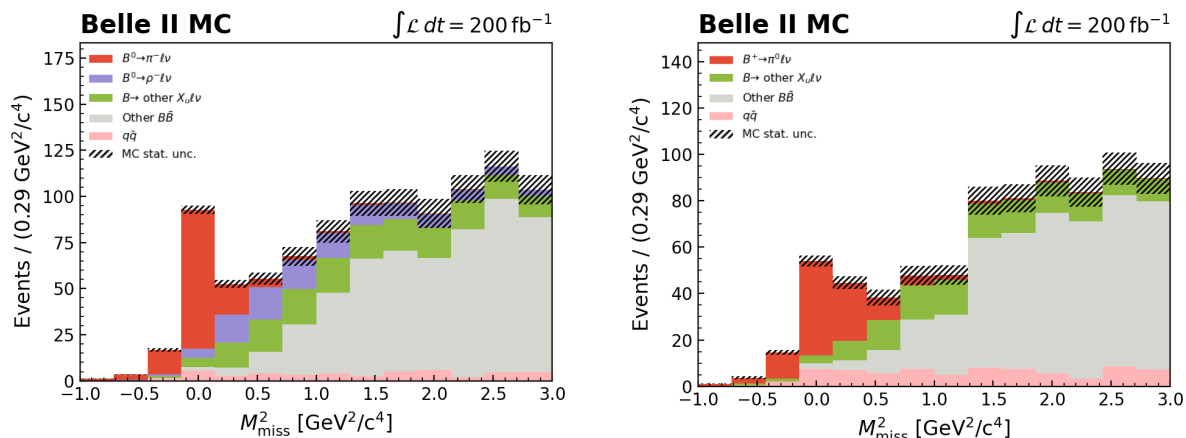 Belle II MC
∫ℒ dt = 200 fb⁻¹
Events / (0.29 GeV²/c⁴)
175
150
125
100
75
50
25
0
B⁰→π⁻ℓν
B⁰→ρ⁻ℓν
B→ other Xᵤℓν
Other BB̄
qq̄
MC stat. unc.
−1.0 −0.5 0.0 0.5 1.0 1.5 2.0 2.5 3.0
M²miss [GeV²/c⁴]
Belle II MC
∫ℒ dt = 200 fb⁻¹
Events / (0.29 GeV²/c⁴)
140
120
100
80
60
40
20
0
B⁺→π⁰ℓν
B→ other Xᵤℓν
Other BB̄
qq̄
MC stat. unc.
−1.0 −0.5 0.0 0.5 1.0 1.5 2.0 2.5 3.0
M²miss [GeV²/c⁴]